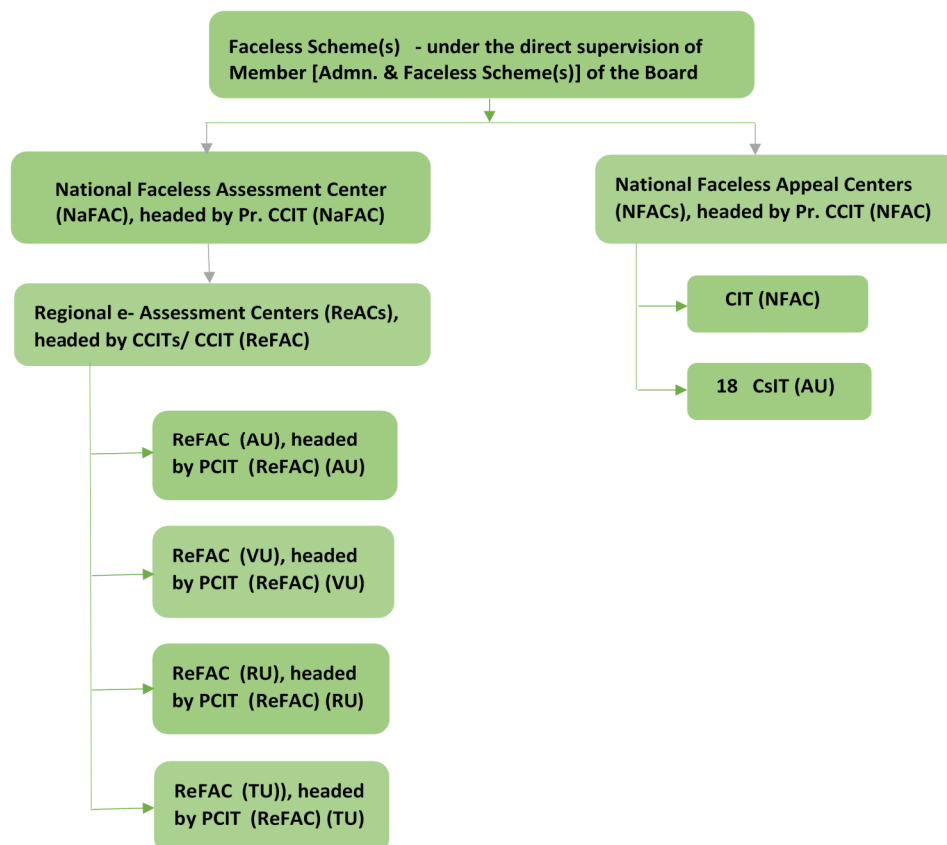 Faceless Scheme(s) - under the direct supervision of
Member [Admn. & Faceless Scheme(s)] of the Board
National Faceless Assessment Center
(NaFAC), headed by Pr. CCIT (NaFAC)
National Faceless Appeal Centers
(NFACs), headed by Pr. CCIT (NFAC)
Regional e- Assessment Centers (ReACs),
headed by CCITs/ CCIT (ReFAC)
CIT (NFAC)
18 CsIT (AU)
ReFAC (AU), headed
by PCIT (ReFAC) (AU)
ReFAC (VU), headed
by PCIT (ReFAC) (VU)
ReFAC (RU), headed
by PCIT (ReFAC) (RU)
ReFAC (TU)), headed
by PCIT (ReFAC) (TU)